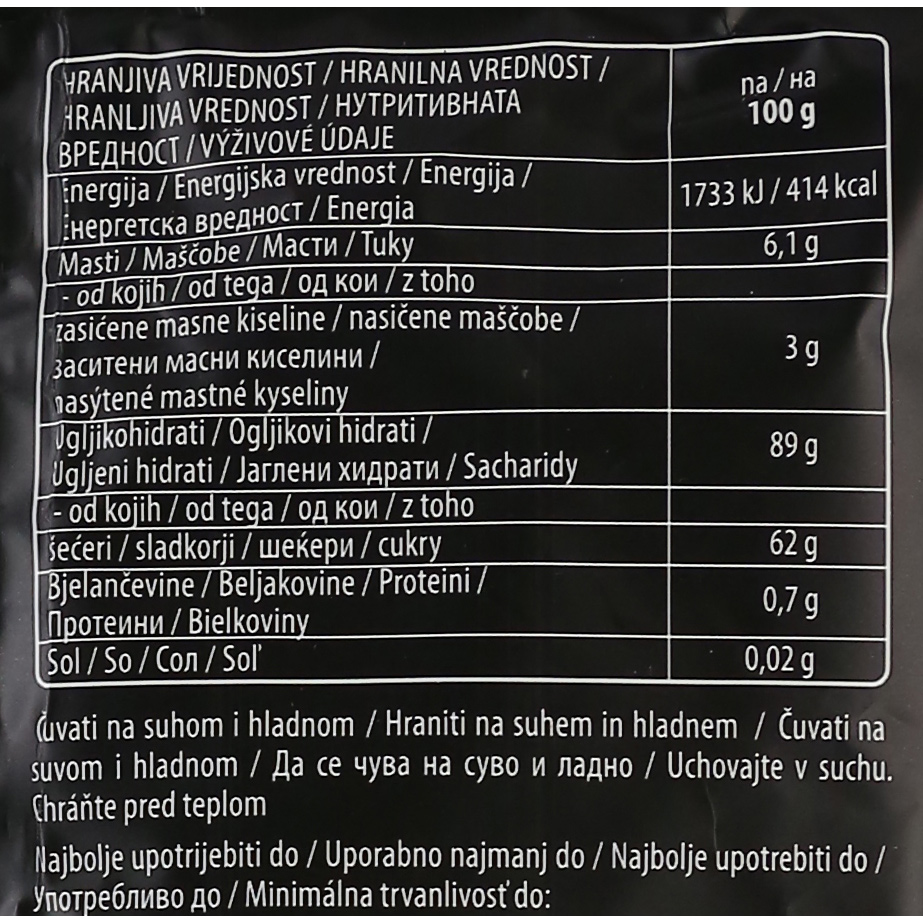 HRANJIVA VRIJEDNOST / HRANILNA VREDNOST /
HRANLJIVA VREDNOST / НУТРИТИВНАТА
ВРЕДНОСТ / VÝŽIVOVÉ ÚDAJE
na / на
100 g
Energija / Energijska vrednost / Energija /
Енергетска вредност / Energia
1733 kJ / 414 kcal
Masti / Maščobe / Масти / Tuky
6,1 g
- od kojih / od tega / од кои / z toho
zasićene masne kiseline / nasičene maščobe /
заситени масни киселини /
nasýtené mastné kyseliny
3 g
Ugljikohidrati / Ogljikovi hidrati /
Ugljeni hidrati / Јаглени хидрати / Sacharidy
89 g
- od kojih / od tega / од кои / z toho
šećeri / sladkorji / шеќери / cukry
62 g
Bjelančevine / Beljakovine / Proteini /
Протеини / Bielkoviny
0,7 g
Sol / So / Сол / Soľ
0,02 g
Čuvati na suhom i hladnom / Hraniti na suhem in hladnem / Čuvati na
suvom i hladnom / Да се чува на суво и ладно / Uchovajte v suchu.
Chráňte pred teplom
Najbolje upotrijebiti do / Uporabno najmanj do / Najbolje upotrebiti do /
Употребливо до / Minimálna trvanlivosť do: